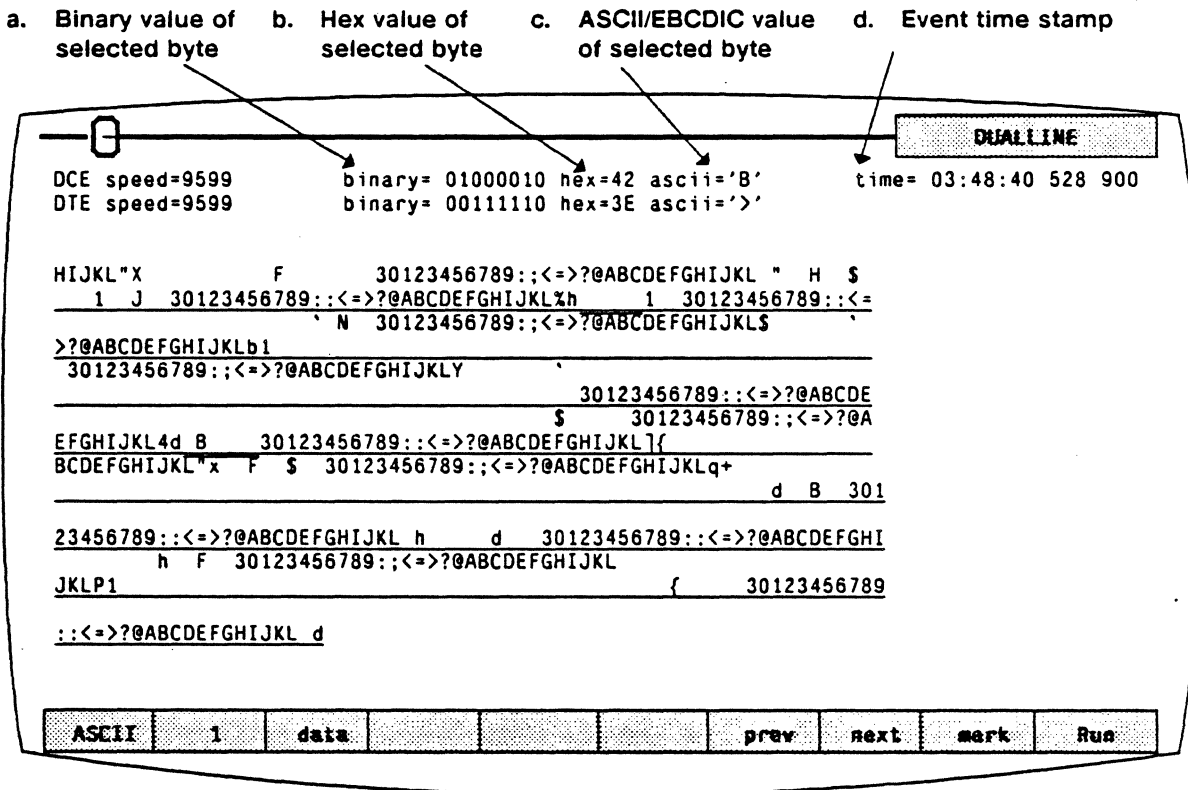 a. Binary value of selected byte b. Hex value of selected byte c. ASCII/EBCDIC value of selected byte d. Event time stamp
DUALLINE
DCE speed=9599 binary= 01000010 hex=42 ascii='B' time= 03:48:40 528 900
DTE speed=9599 binary= 00111110 hex=3E ascii='>'
HIJKL"X F 30123456789:;<=>?@ABCDEFGHIJKL " H $
1 J 30123456789::<=>?@ABCDEFGHIJKL%h 1 30123456789::<=
` N 30123456789:;<=>?@ABCDEFGHIJKL$ `
>?@ABCDEFGHIJKLb1
30123456789:;<=>?@ABCDEFGHIJKLY `
30123456789::<=>?@ABCDE
$ 30123456789:;<=>?@A
EFGHIJKL4d B 30123456789::<=>?@ABCDEFGHIJKL]{
BCDEFGHIJKL"x F $ 30123456789:;<=>?@ABCDEFGHIJKLq+
d B 301
23456789::<=>?@ABCDEFGHIJKL h d 30123456789::<=>?@ABCDEFGHI
h F 30123456789:;<=>?@ABCDEFGHIJKL
JKLP1 { 30123456789
::<=>?@ABCDEFGHIJKL d
ASCII 1 data prev next mark Run